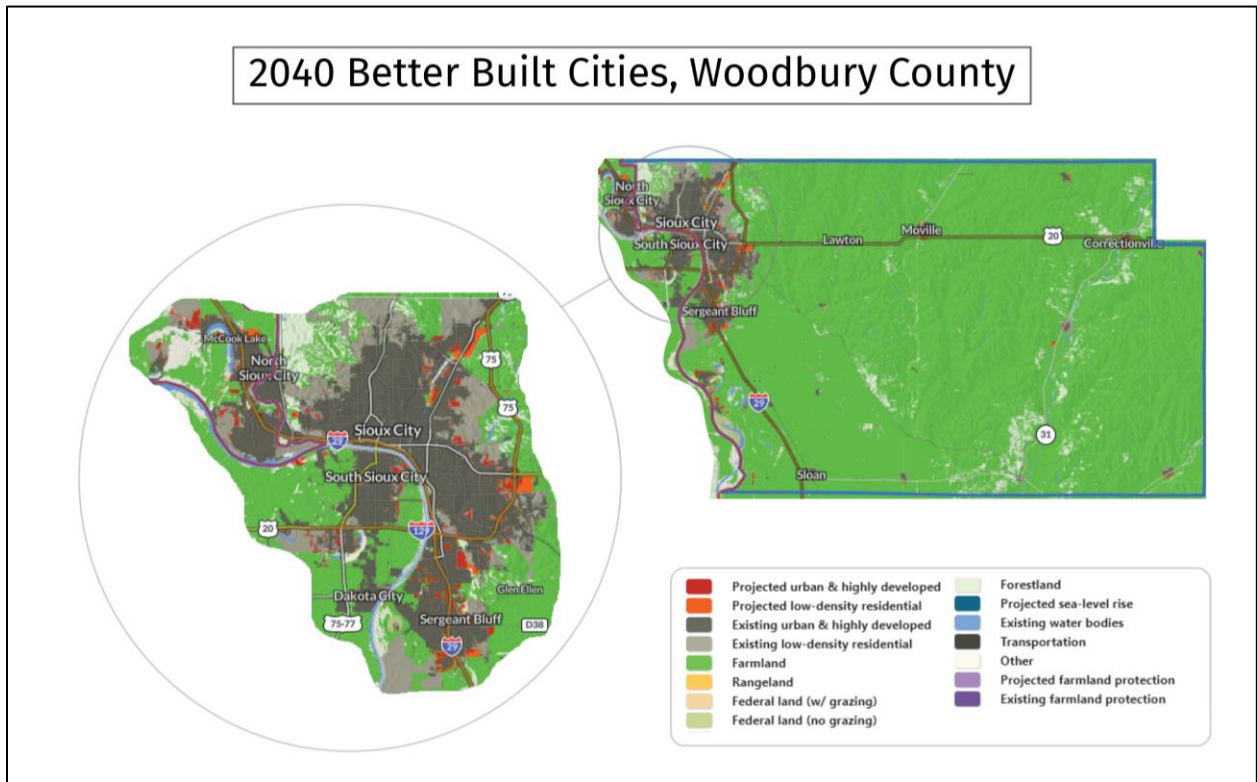 2040 Better Built Cities, Woodbury County
North
Sioux City
Sioux City
South Sioux City
Sergeant Bluff
Lawton
Moville
20
Correctionville
29
31
Sloan
McCook Lake
North
Sioux City
75
75
29
Sioux City
South Sioux City
20
129
Dakota City
75-77
Glen Ellen
Sergeant Bluff
D38
29
Projected urban & highly developed
Projected low-density residential
Existing urban & highly developed
Existing low-density residential
Farmland
Rangeland
Federal land (w/ grazing)
Federal land (no grazing)
Forestland
Projected sea-level rise
Existing water bodies
Transportation
Other
Projected farmland protection
Existing farmland protection